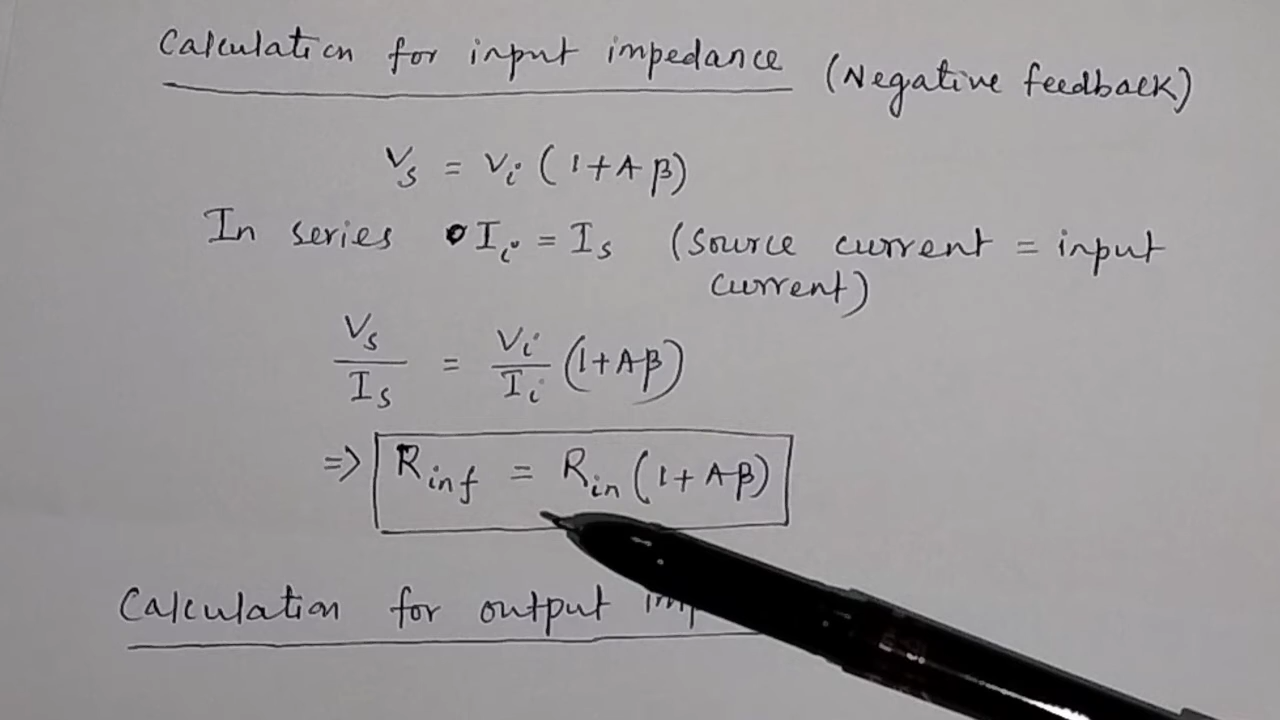 Calculation for input impedance (Negative feedback)
Vs = Vi (1+Aβ)
In series Ii = Is (source current = input
current)
Vs/Is = Vi/Ii (1+Aβ)
=> Rinf = Rin (1+Aβ)
Calculation for output